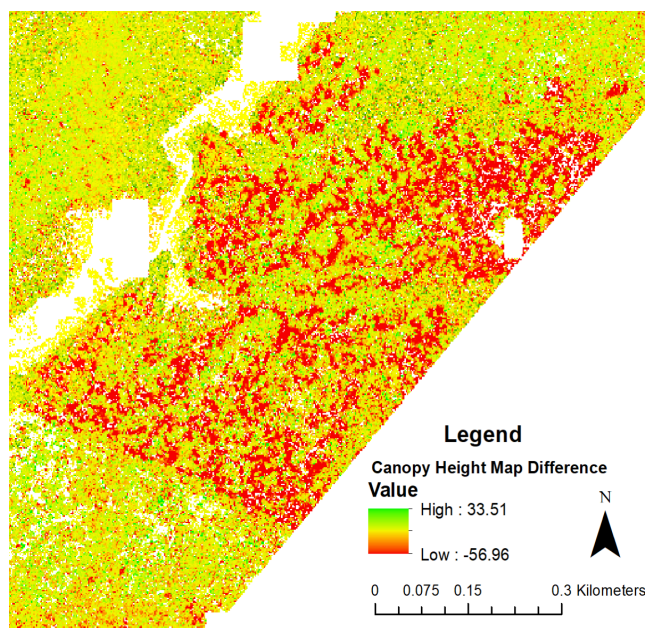 Legend
Canopy Height Map Difference
Value
High : 33.51
Low : -56.96
N
0 0.075 0.15 0.3 Kilometers